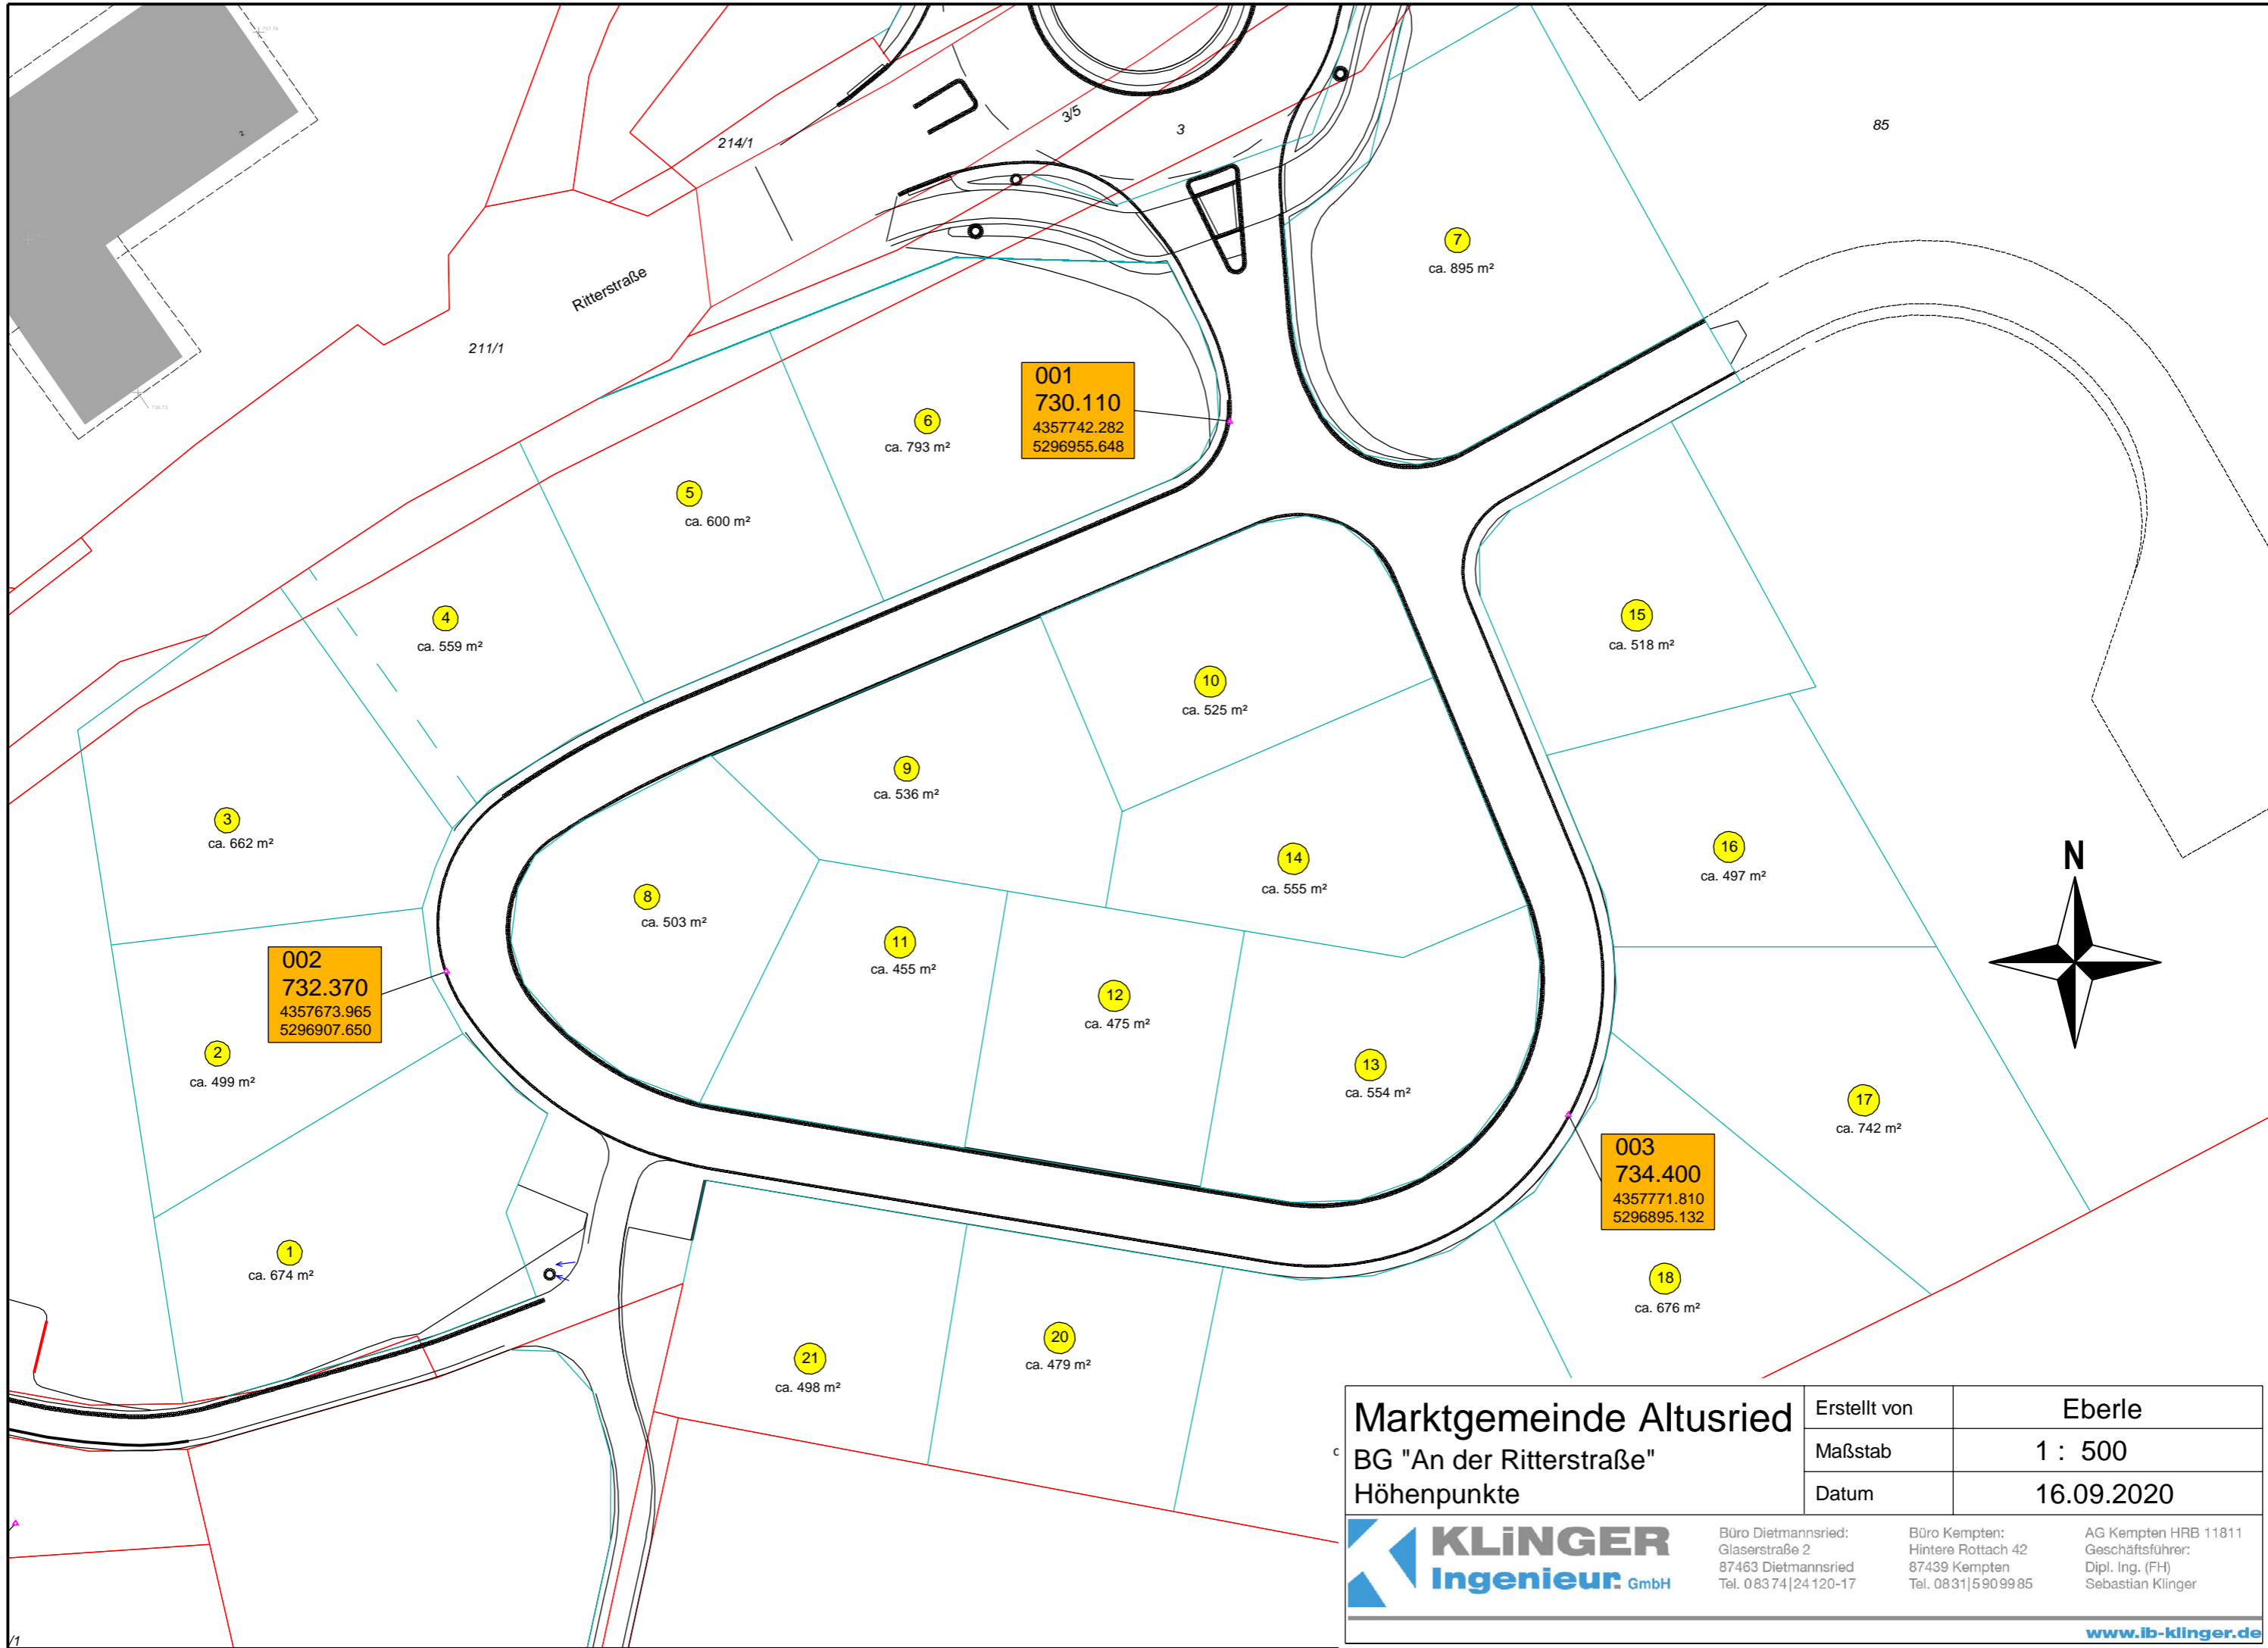 737.78
2
214/1
3/5
3
85
Ritterstraße
211/1
736.73
7
ca. 895 m²
001
730.110
4357742.282
5296955.648
6
ca. 793 m²
5
ca. 600 m²
4
ca. 559 m²
15
ca. 518 m²
10
ca. 525 m²
9
ca. 536 m²
3
ca. 662 m²
14
ca. 555 m²
16
ca. 497 m²
N
8
ca. 503 m²
11
ca. 455 m²
12
ca. 475 m²
002
732.370
4357673.965
5296907.650
2
ca. 499 m²
13
ca. 554 m²
17
ca. 742 m²
003
734.400
4357771.810
5296895.132
1
ca. 674 m²
18
ca. 676 m²
20
ca. 479 m²
21
ca. 498 m²
c
/1
Marktgemeinde Altusried
BG "An der Ritterstraße"
Höhenpunkte
Erstellt von
Eberle
Maßstab
1 : 500
Datum
16.09.2020
KLiNGER
Ingenieur GmbH
Büro Dietmannsried:
Glaserstraße 2
87463 Dietmannsried
Tel. 08374|24120-17
Büro Kempten:
Hintere Rottach 42
87439 Kempten
Tel. 0831|5909985
AG Kempten HRB 11811
Geschäftsführer:
Dipl. Ing. (FH)
Sebastian Klinger
www.ib-klinger.de